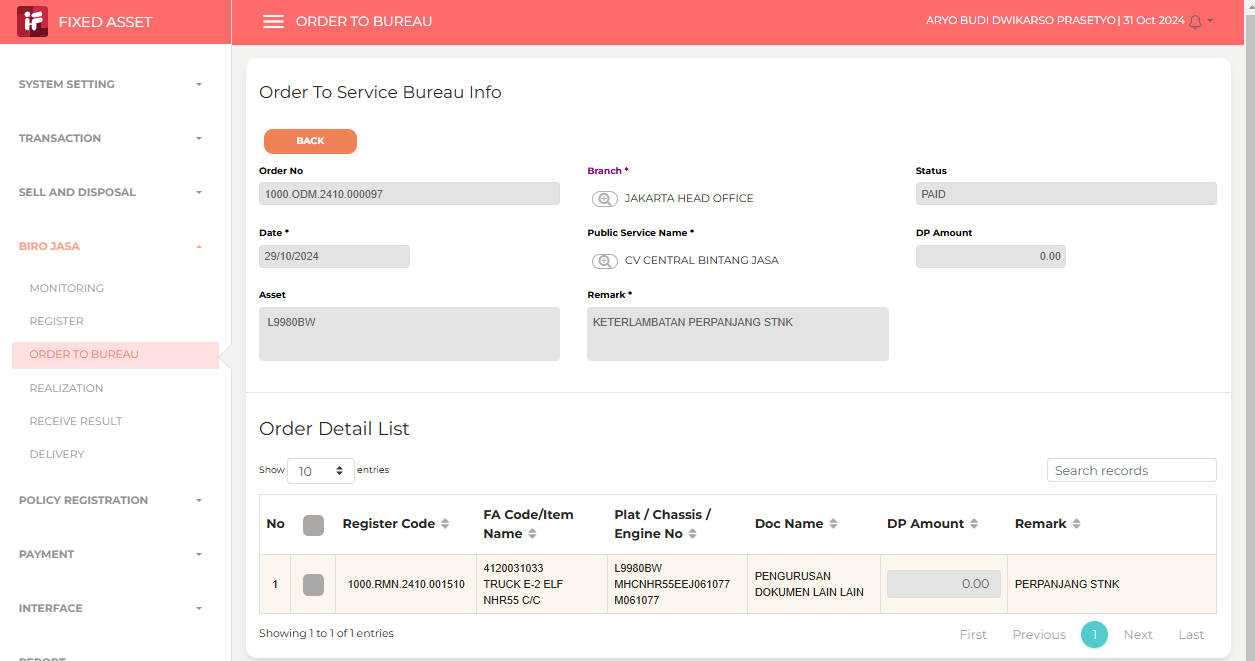 FIXED ASSET
ORDER TO BUREAU
ARYO BUDI DWIKARSO PRASETYO | 31 Oct 2024
SYSTEM SETTING
TRANSACTION
SELL AND DISPOSAL
BIRO JASA
MONITORING
REGISTER
ORDER TO BUREAU
REALIZATION
RECEIVE RESULT
DELIVERY
POLICY REGISTRATION
PAYMENT
INTERFACE
REPORT
Order To Service Bureau Info
BACK
Order No
Branch *
Status
1000.ODM.2410.000097
JAKARTA HEAD OFFICE
PAID
Date *
Public Service Name *
DP Amount
29/10/2024
CV CENTRAL BINTANG JASA
0.00
Asset
Remark *
L9980BW
KETERLAMBATAN PERPANJANG STNK
Order Detail List
Show 10 entries
Search records
No
Register Code
FA Code/Item
Name
Plat / Chassis /
Engine No
Doc Name
DP Amount
Remark
1
1000.RMN.2410.001510
4120031033
TRUCK E-2 ELF
NHR55 C/C
L9980BW
MHCNHR55EEJ061077
M061077
PENGURUSAN
DOKUMEN LAIN LAIN
0.00
PERPANJANG STNK
Showing 1 to 1 of 1 entries
First Previous 1 Next Last